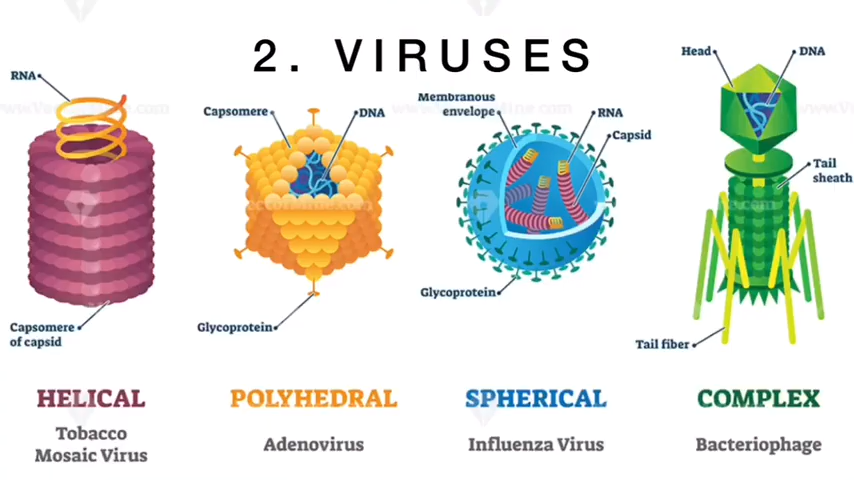 2. VIRUSES
RNA
Capsomere
of capsid
HELICAL
Tobacco
Mosaic Virus
Capsomere
DNA
Glycoprotein
POLYHEDRAL
Adenovirus
Membranous
envelope
RNA
Capsid
Glycoprotein
SPHERICAL
Influenza Virus
Head
DNA
Tail
sheath
Tail fiber
COMPLEX
Bacteriophage